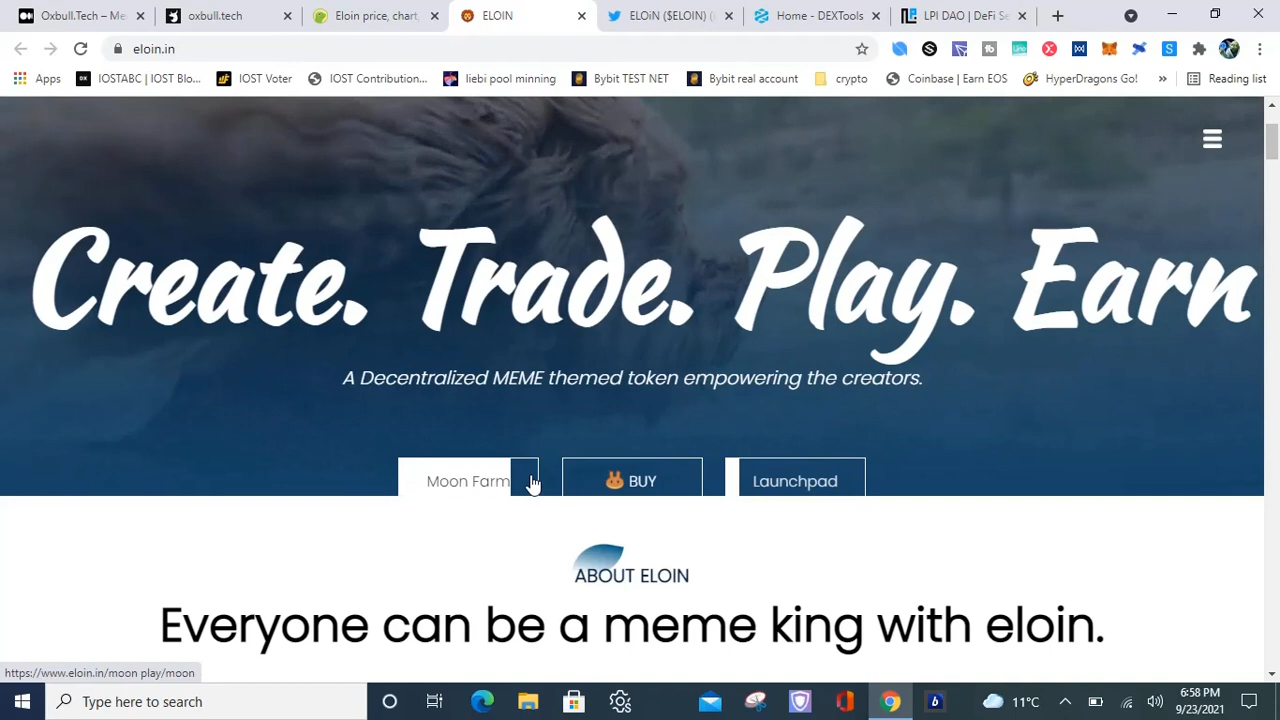 Oxbull.Tech – Me
oxbull.tech
Eloin price, chart,
ELOIN
ELOiN ($ELOIN) (
Home - DEXTools
LPI DAO | DeFi Se
eloin.in
Apps
IOSTABC | IOST Blo...
IOST Voter
IOST Contribution...
liebi pool minning
Bybit TEST NET
Bybit real account
crypto
Coinbase | Earn EOS
HyperDragons Go!
»
Reading list
Create. Trade. Play. Earn
A Decentralized MEME themed token empowering the creators.
Moon Farm
BUY
Launchpad
ABOUT ELOIN
Everyone can be a meme king with eloin.
https://www.eloin.in/moon play/moon
Type here to search
11°C
6:58 PM
9/23/2021